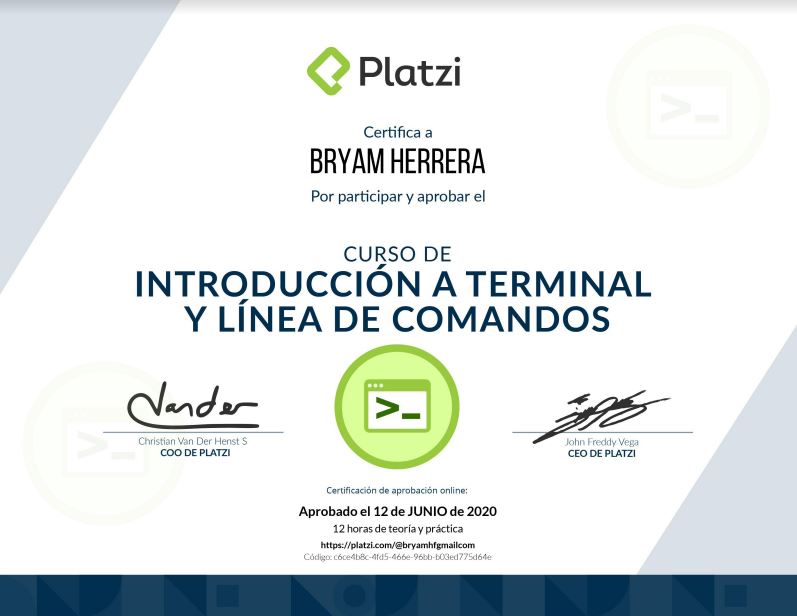 Platzi
Certifica a
BRYAM HERRERA
Por participar y aprobar el
CURSO DE
INTRODUCCIÓN A TERMINAL
Y LÍNEA DE COMANDOS
Christian Van Der Henst S
COO DE PLATZI
John Freddy Vega
CEO DE PLATZI
Certificación de aprobación online:
Aprobado el 12 de JUNIO de 2020
12 horas de teoría y práctica
https://platzi.com/@bryamhfgmailcom
Código: c6ce4b8c-4fd5-466e-96bb-b03ed775d64e